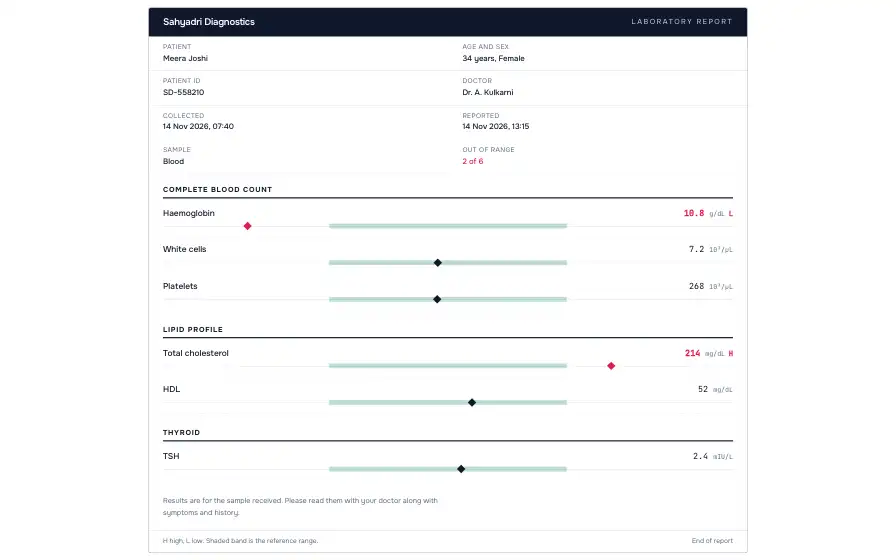 Sahyadri Diagnostics
LABORATORY REPORT
PATIENT
Meera Joshi
AGE AND SEX
34 years, Female
PATIENT ID
SD-558210
DOCTOR
Dr. A. Kulkarni
COLLECTED
14 Nov 2026, 07:40
REPORTED
14 Nov 2026, 13:15
SAMPLE
Blood
OUT OF RANGE
2 of 6
COMPLETE BLOOD COUNT
Haemoglobin 10.8 g/dL L
White cells 7.2 10³/µL
Platelets 268 10³/µL
LIPID PROFILE
Total cholesterol 214 mg/dL H
HDL 52 mg/dL
THYROID
TSH 2.4 mIU/L
Results are for the sample received. Please read them with your doctor along with
symptoms and history.
H high, L low. Shaded band is the reference range.
End of report